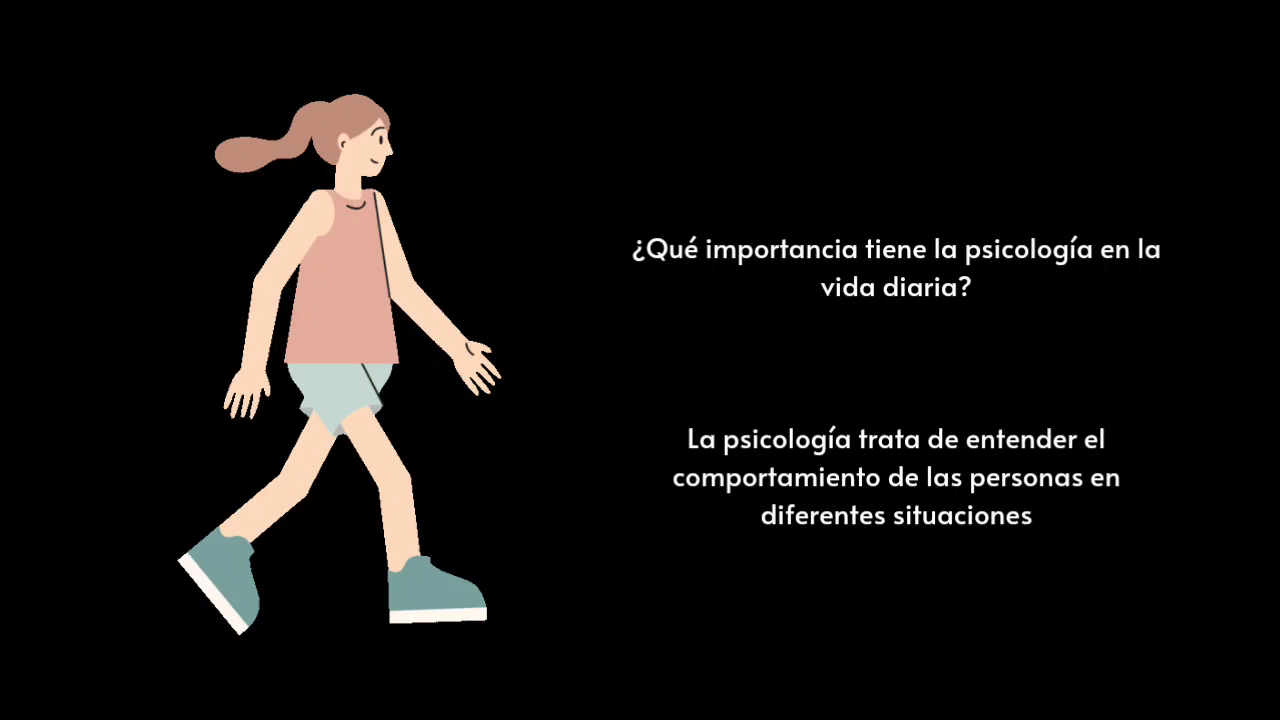 ¿Qué importancia tiene la psicología en la
vida diaria?
La psicología trata de entender el
comportamiento de las personas en
diferentes situaciones